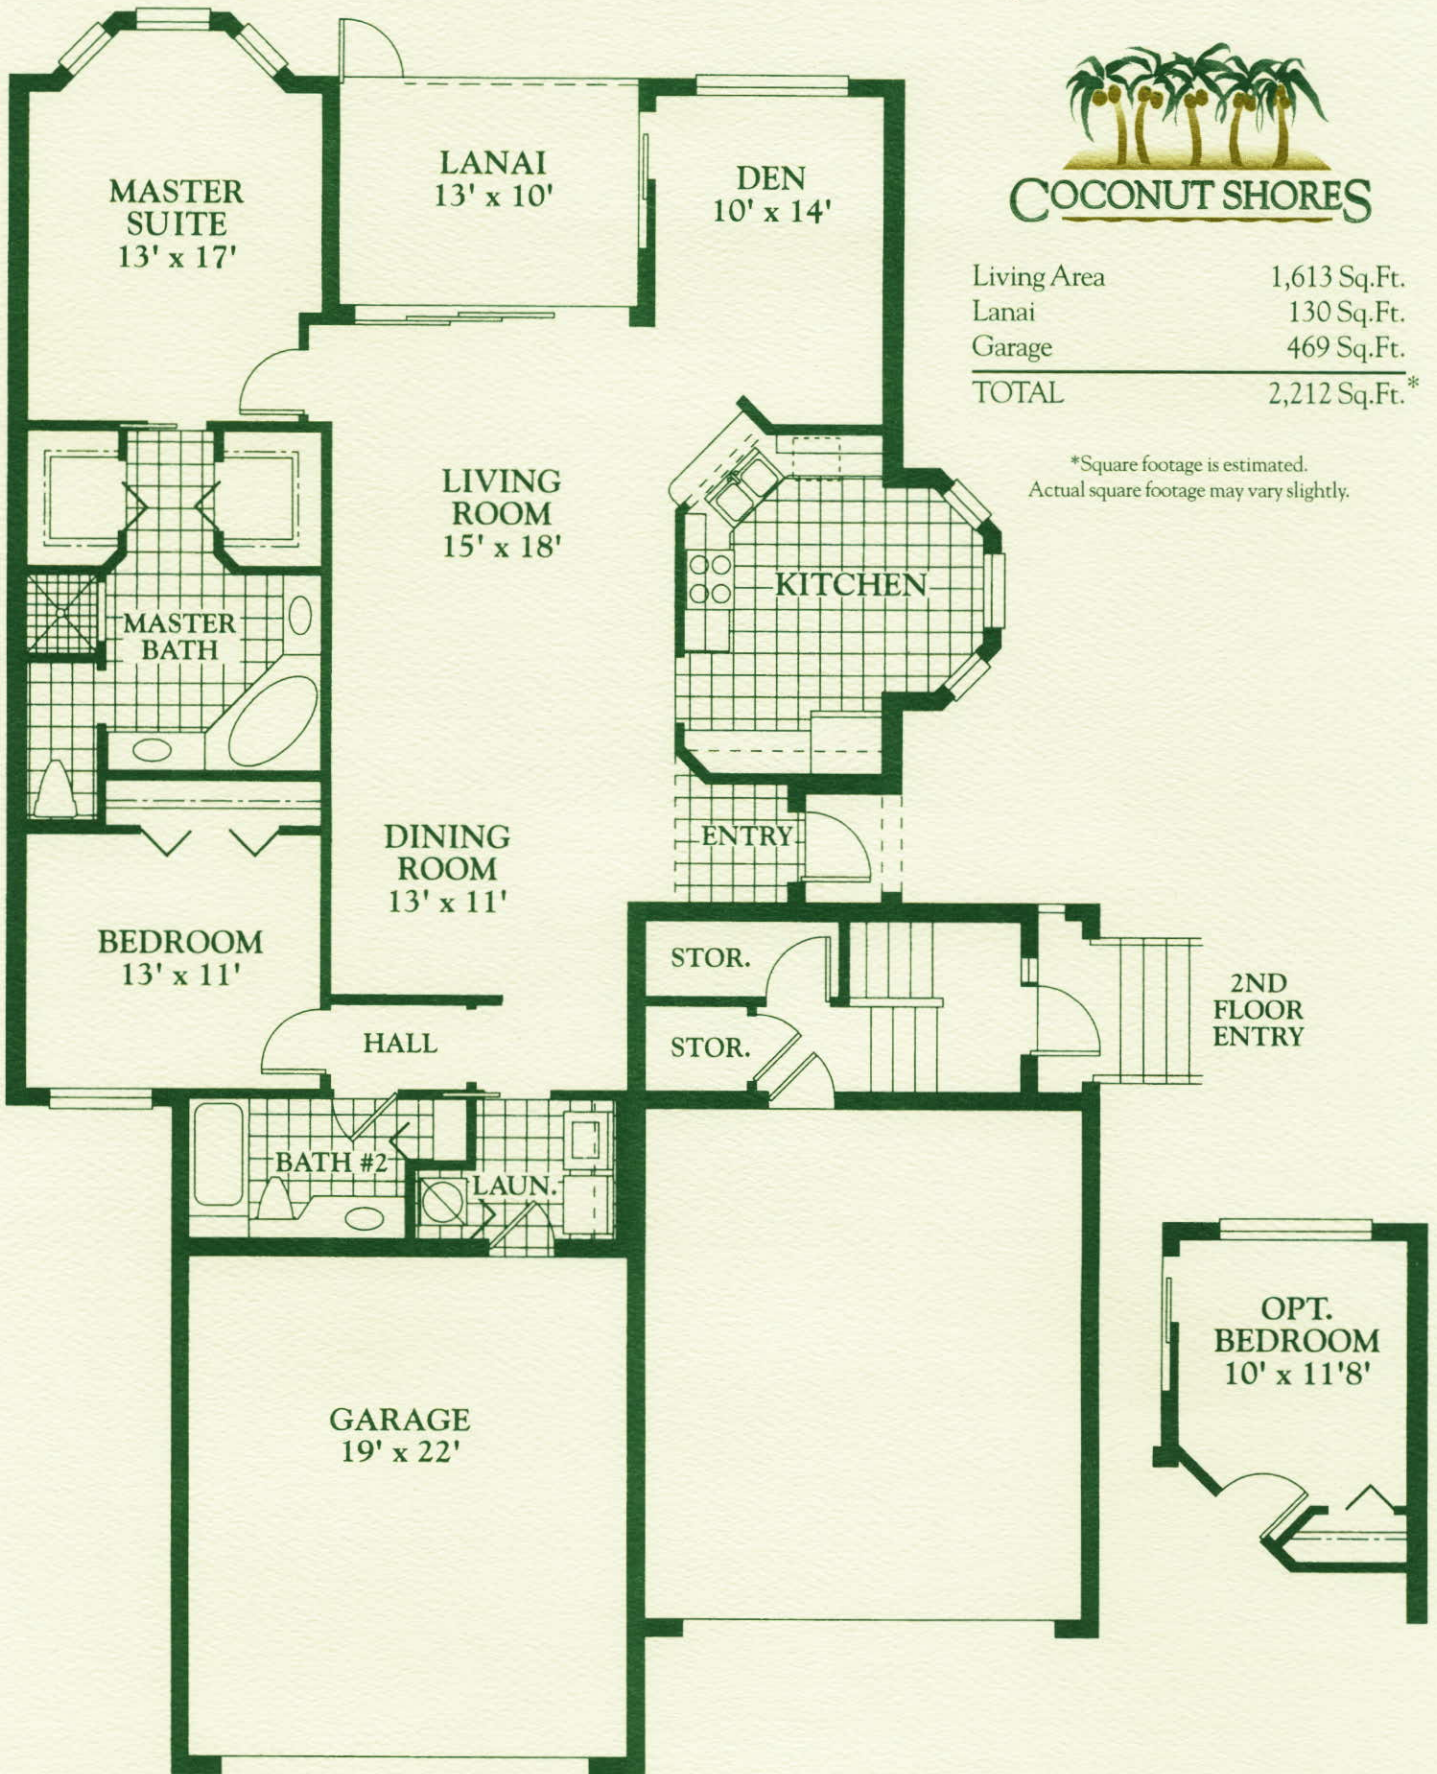 COCONUT SHORES
Living Area 1,613 Sq.Ft.
Lanai 130 Sq.Ft.
Garage 469 Sq.Ft.
TOTAL 2,212 Sq.Ft.*
*Square footage is estimated.
Actual square footage may vary slightly.
MASTER
SUITE
13' x 17'
LANAI
13' x 10'
DEN
10' x 14'
LIVING
ROOM
15' x 18'
KITCHEN
MASTER
BATH
DINING
ROOM
13' x 11'
ENTRY
BEDROOM
13' x 11'
STOR.
STOR.
2ND
FLOOR
ENTRY
HALL
BATH #2
LAUN.
GARAGE
19' x 22'
OPT.
BEDROOM
10' x 11'8'